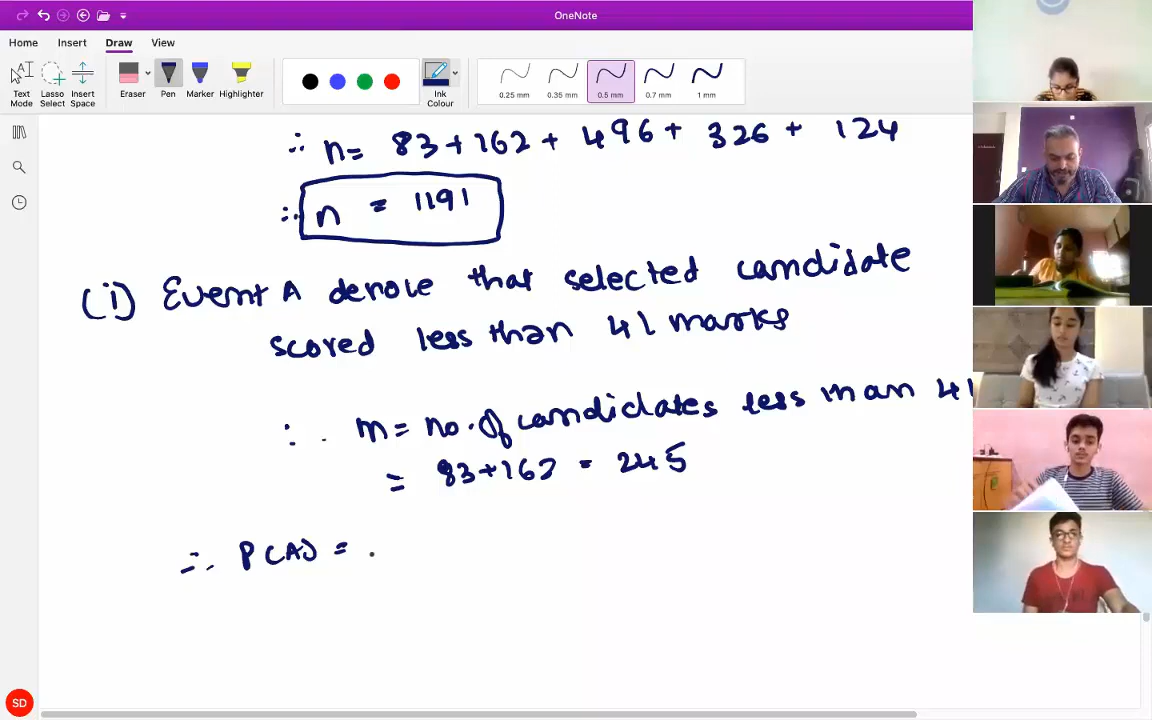 OneNote
Home Insert Draw View
Text Mode Lasso Select Insert Space Eraser Pen Marker Highlighter Ink Colour 0.25 mm 0.35 mm 0.5 mm 0.7 mm 1 mm
∴ n= 83+162+ 496+ 326 + 124
∴ n = 1191
(i) Event A denote that selected candidate
scored less than 41 marks
∴ m= no. of candidates less than 41
= 83+162 = 245
∴ P(A) =
SD